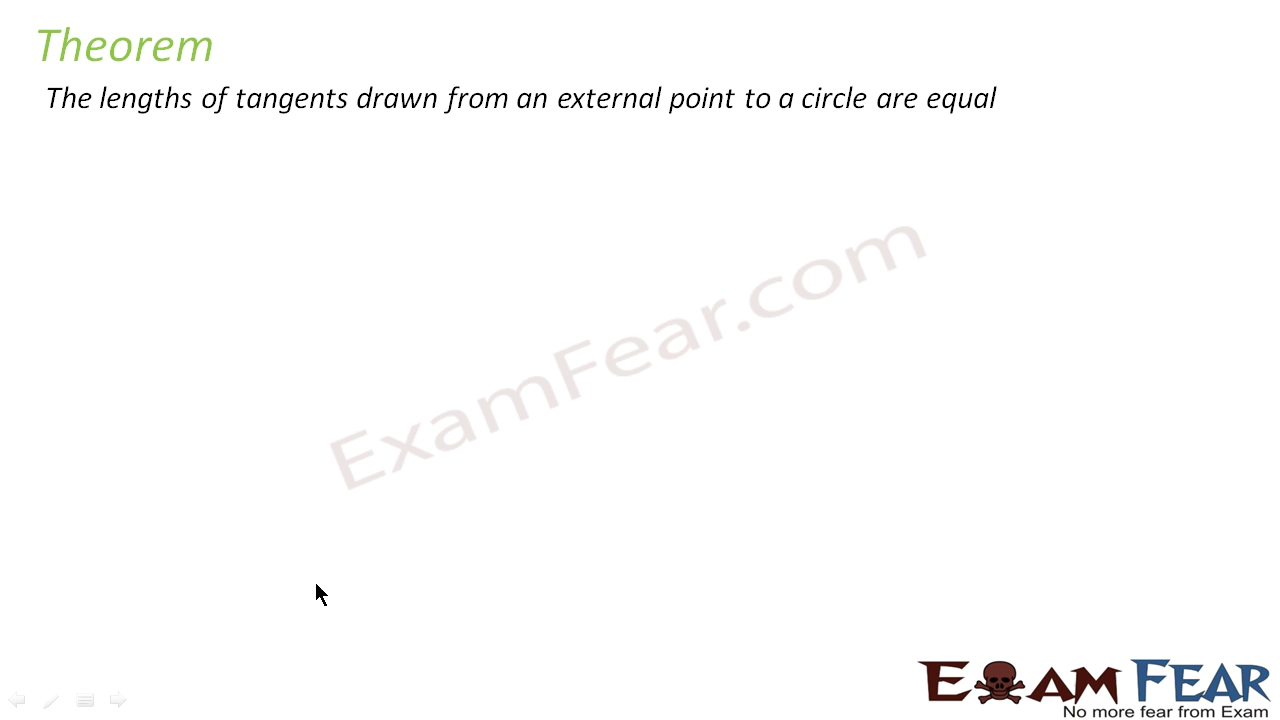 Theorem
The lengths of tangents drawn from an external point to a circle are equal
ExamFear.com
EXAM FEAR
No more fear from Exam